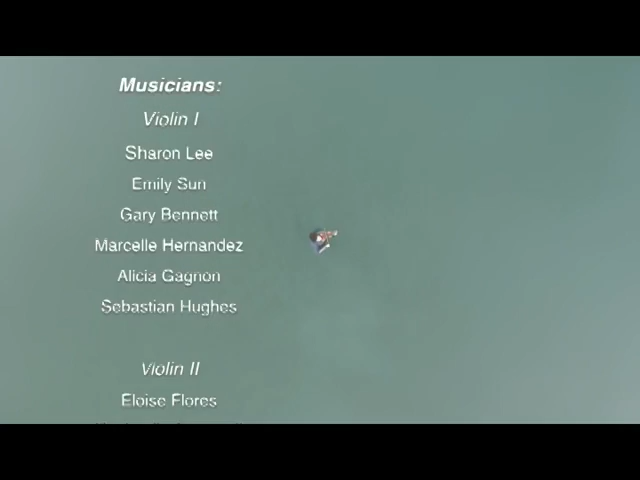 Musicians:
Violin I
Sharon Lee
Emily Sun
Gary Bennett
Marcelle Hernandez
Alicia Gagnon
Sebastian Hughes
Violin II
Eloise Flores